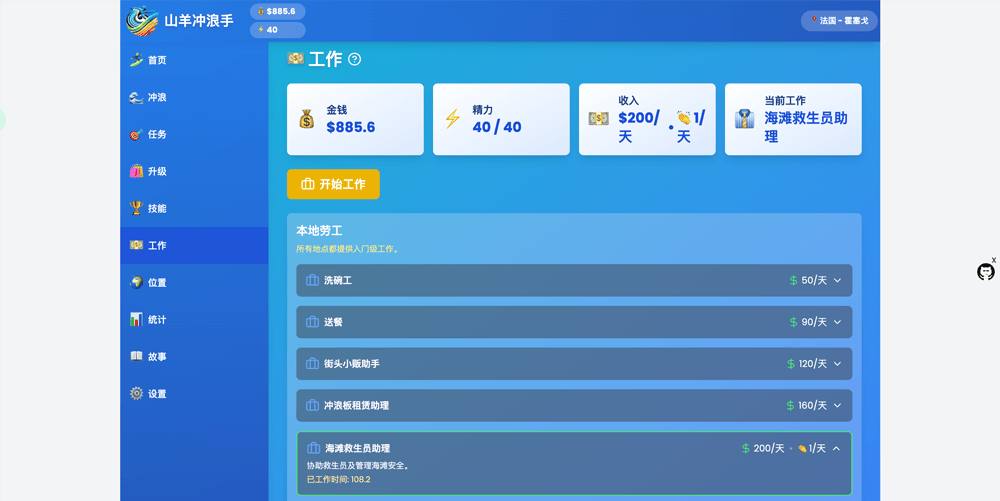 山羊冲浪手
$885.6
40
法国 - 霍塞戈
首页
冲浪
任务
升级
技能
工作
位置
统计
故事
设置
工作
金钱
$885.6
精力
40 / 40
收入
$200/
天
•
1/
天
当前工作
海滩救生员助
理
开始工作
本地劳工
所有地点都提供入门级工作。
洗碗工
$ 50/天
送餐
$ 90/天
街头小贩助手
$ 120/天
冲浪板租赁助理
$ 160/天
海滩救生员助理
$ 200/天 • 1/天
协助救生员及管理海滩安全。
已工作时间: 108.2
x